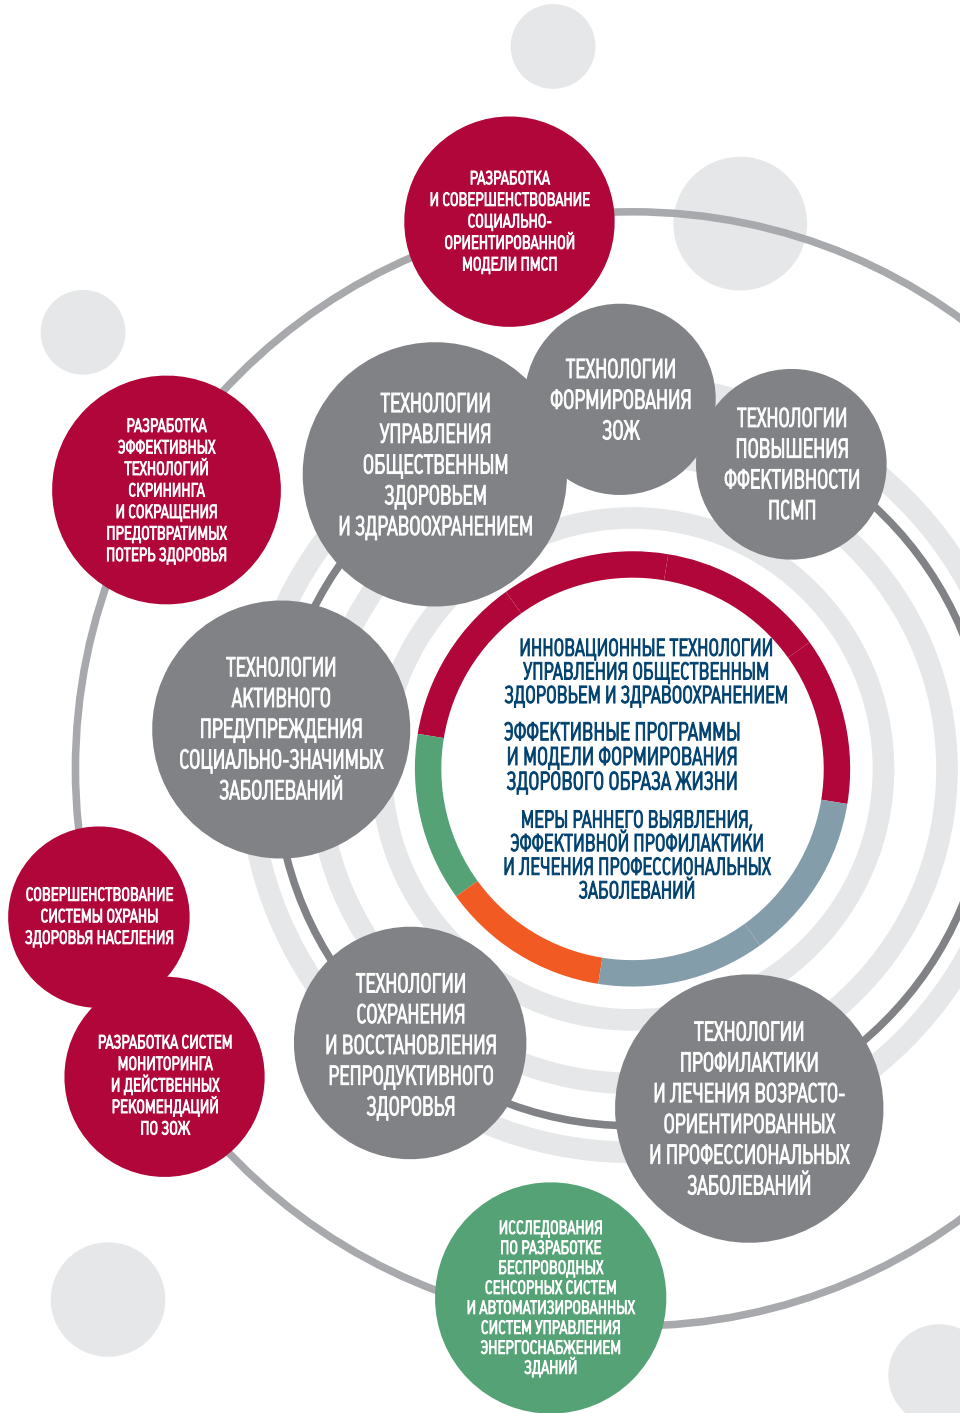 РАЗРАБОТКА
И СОВЕРШЕНСТВОВАНИЕ
СОЦИАЛЬНО-
ОРИЕНТИРОВАННОЙ
МОДЕЛИ ПМСП
ТЕХНОЛОГИИ
ФОРМИРОВАНИЯ
ЗОЖ
ТЕХНОЛОГИИ
УПРАВЛЕНИЯ
ОБЩЕСТВЕННЫМ
ЗДОРОВЬЕМ
И ЗДРАВООХРАНЕНИЕМ
ТЕХНОЛОГИИ
ПОВЫШЕНИЯ
ФФЕКТИВНОСТИ
ПСМП
РАЗРАБОТКА
ЭФФЕКТИВНЫХ
ТЕХНОЛОГИЙ
СКРИНИНГА
И СОКРАЩЕНИЯ
ПРЕДОТВРАТИМЫХ
ПОТЕРЬ ЗДОРОВЬЯ
ТЕХНОЛОГИИ
АКТИВНОГО
ПРЕДУПРЕЖДЕНИЯ
СОЦИАЛЬНО-ЗНАЧИМЫХ
ЗАБОЛЕВАНИЙ
ИННОВАЦИОННЫЕ ТЕХНОЛОГИИ
УПРАВЛЕНИЯ ОБЩЕСТВЕННЫМ
ЗДОРОВЬЕМ И ЗДРАВООХРАНЕНИЕМ
ЭФФЕКТИВНЫЕ ПРОГРАММЫ
И МОДЕЛИ ФОРМИРОВАНИЯ
ЗДОРОВОГО ОБРАЗА ЖИЗНИ
МЕРЫ РАННЕГО ВЫЯВЛЕНИЯ,
ЭФФЕКТИВНОЙ ПРОФИЛАКТИКИ
И ЛЕЧЕНИЯ ПРОФЕССИОНАЛЬНЫХ
ЗАБОЛЕВАНИЙ
СОВЕРШЕНСТВОВАНИЕ
СИСТЕМЫ ОХРАНЫ
ЗДОРОВЬЯ НАСЕЛЕНИЯ
РАЗРАБОТКА СИСТЕМ
МОНИТОРИНГА
И ДЕЙСТВЕННЫХ
РЕКОМЕНДАЦИЙ
ПО ЗОЖ
ТЕХНОЛОГИИ
СОХРАНЕНИЯ
И ВОССТАНОВЛЕНИЯ
РЕПРОДУКТИВНОГО
ЗДОРОВЬЯ
ТЕХНОЛОГИИ
ПРОФИЛАКТИКИ
И ЛЕЧЕНИЯ ВОЗРАСТО-
ОРИЕНТИРОВАННЫХ
И ПРОФЕССИОНАЛЬНЫХ
ЗАБОЛЕВАНИЙ
ИССЛЕДОВАНИЯ
ПО РАЗРАБОТКЕ
БЕСПРОВОДНЫХ
СЕНСОРНЫХ СИСТЕМ
И АВТОМАТИЗИРОВАННЫХ
СИСТЕМ УПРАВЛЕНИЯ
ЭНЕРГОСНАБЖЕНИЕМ
ЗДАНИЙ